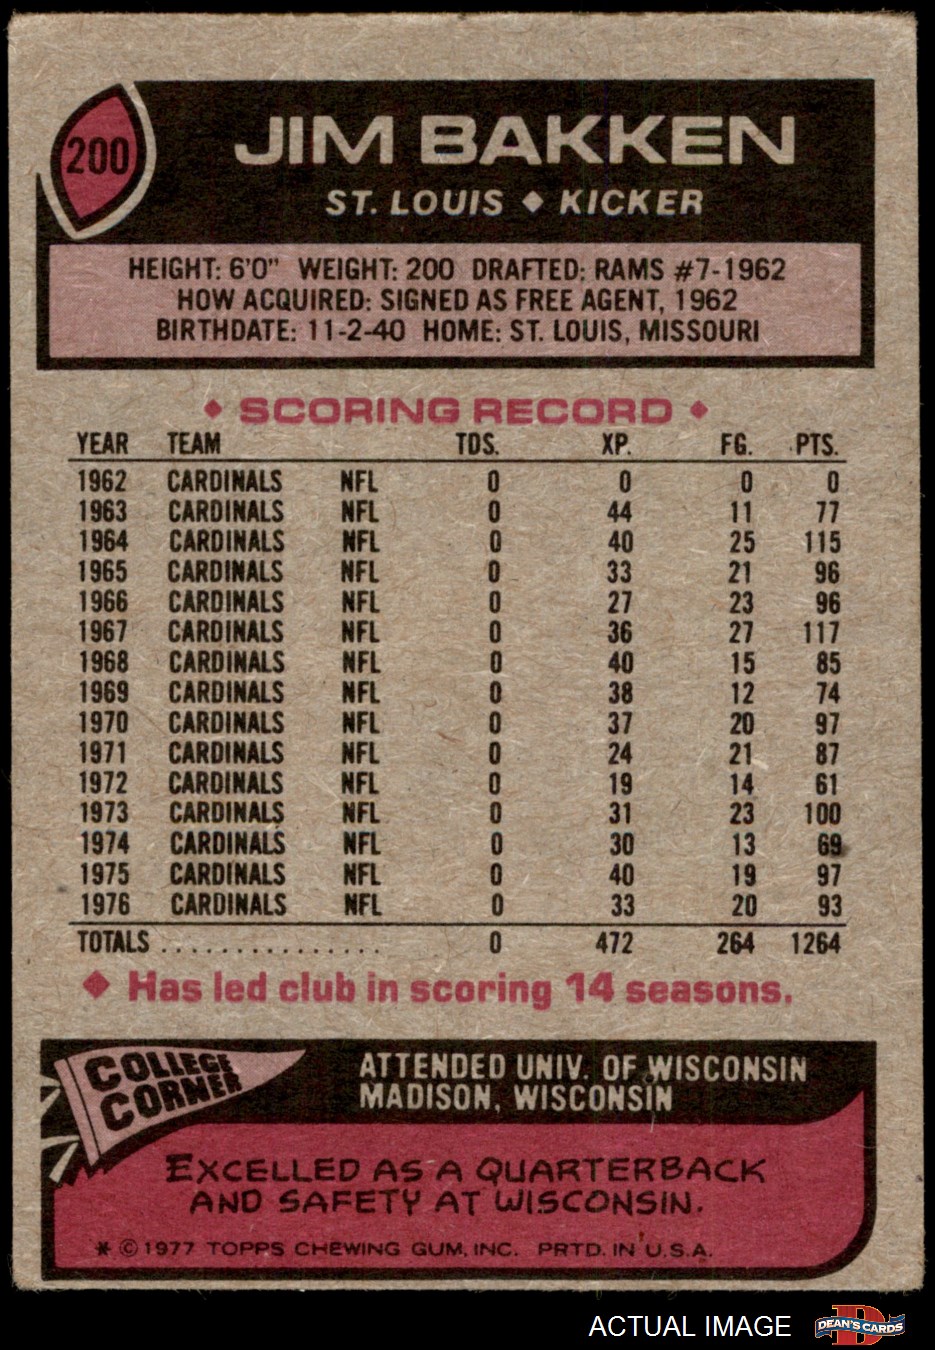 200
JIM BAKKEN
ST. LOUIS ◆ KICKER
HEIGHT: 6'0" WEIGHT: 200 DRAFTED: RAMS #7-1962
HOW ACQUIRED: SIGNED AS FREE AGENT, 1962
BIRTHDATE: 11-2-40 HOME: ST. LOUIS, MISSOURI
◆ SCORING RECORD ◆
YEAR TEAM TDS. XP. FG. PTS.
1962 CARDINALS NFL 0 0 0 0
1963 CARDINALS NFL 0 44 11 77
1964 CARDINALS NFL 0 40 25 115
1965 CARDINALS NFL 0 33 21 96
1966 CARDINALS NFL 0 27 23 96
1967 CARDINALS NFL 0 36 27 117
1968 CARDINALS NFL 0 40 15 85
1969 CARDINALS NFL 0 38 12 74
1970 CARDINALS NFL 0 37 20 97
1971 CARDINALS NFL 0 24 21 87
1972 CARDINALS NFL 0 19 14 61
1973 CARDINALS NFL 0 31 23 100
1974 CARDINALS NFL 0 30 13 69
1975 CARDINALS NFL 0 40 19 97
1976 CARDINALS NFL 0 33 20 93
TOTALS ............... 0 472 264 1264
◆ Has led club in scoring 14 seasons.
COLLEGE
CORNER
ATTENDED UNIV. OF WISCONSIN
MADISON, WISCONSIN
EXCELLED AS A QUARTERBACK
AND SAFETY AT WISCONSIN.
* © 1977 TOPPS CHEWING GUM, INC. PRTD. IN U.S.A.
ACTUAL IMAGE
D
DEAN'S CARDS